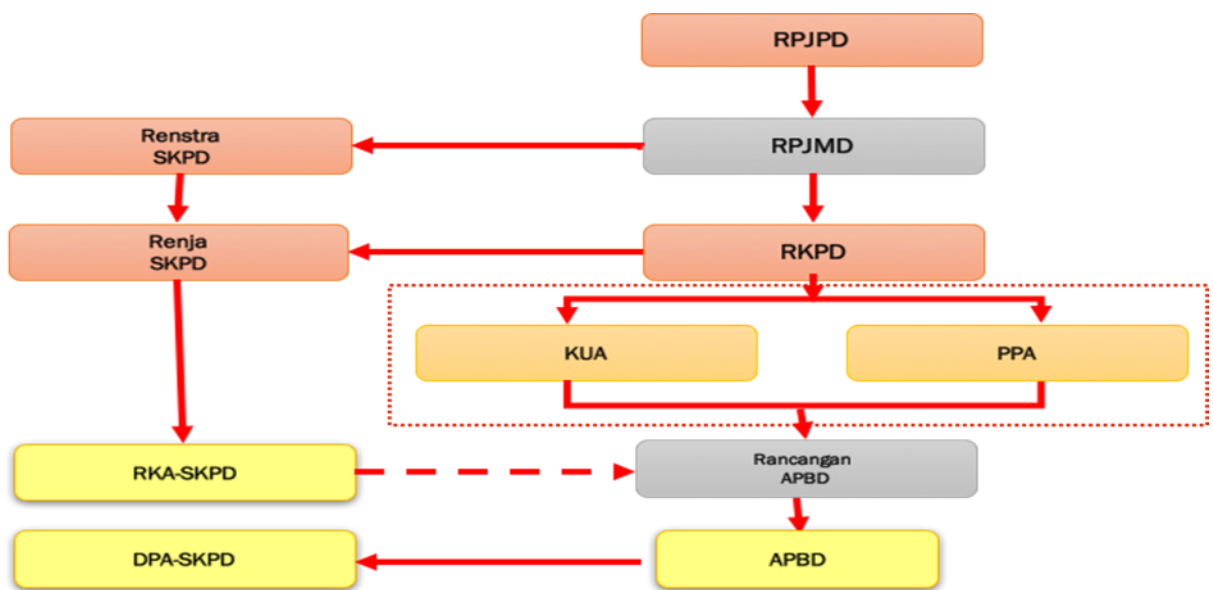 RPJPD
Renstra
SKPD
RPJMD
Renja
SKPD
RKPD
KUA
PPA
RKA-SKPD
Rancangan
APBD
DPA-SKPD
APBD